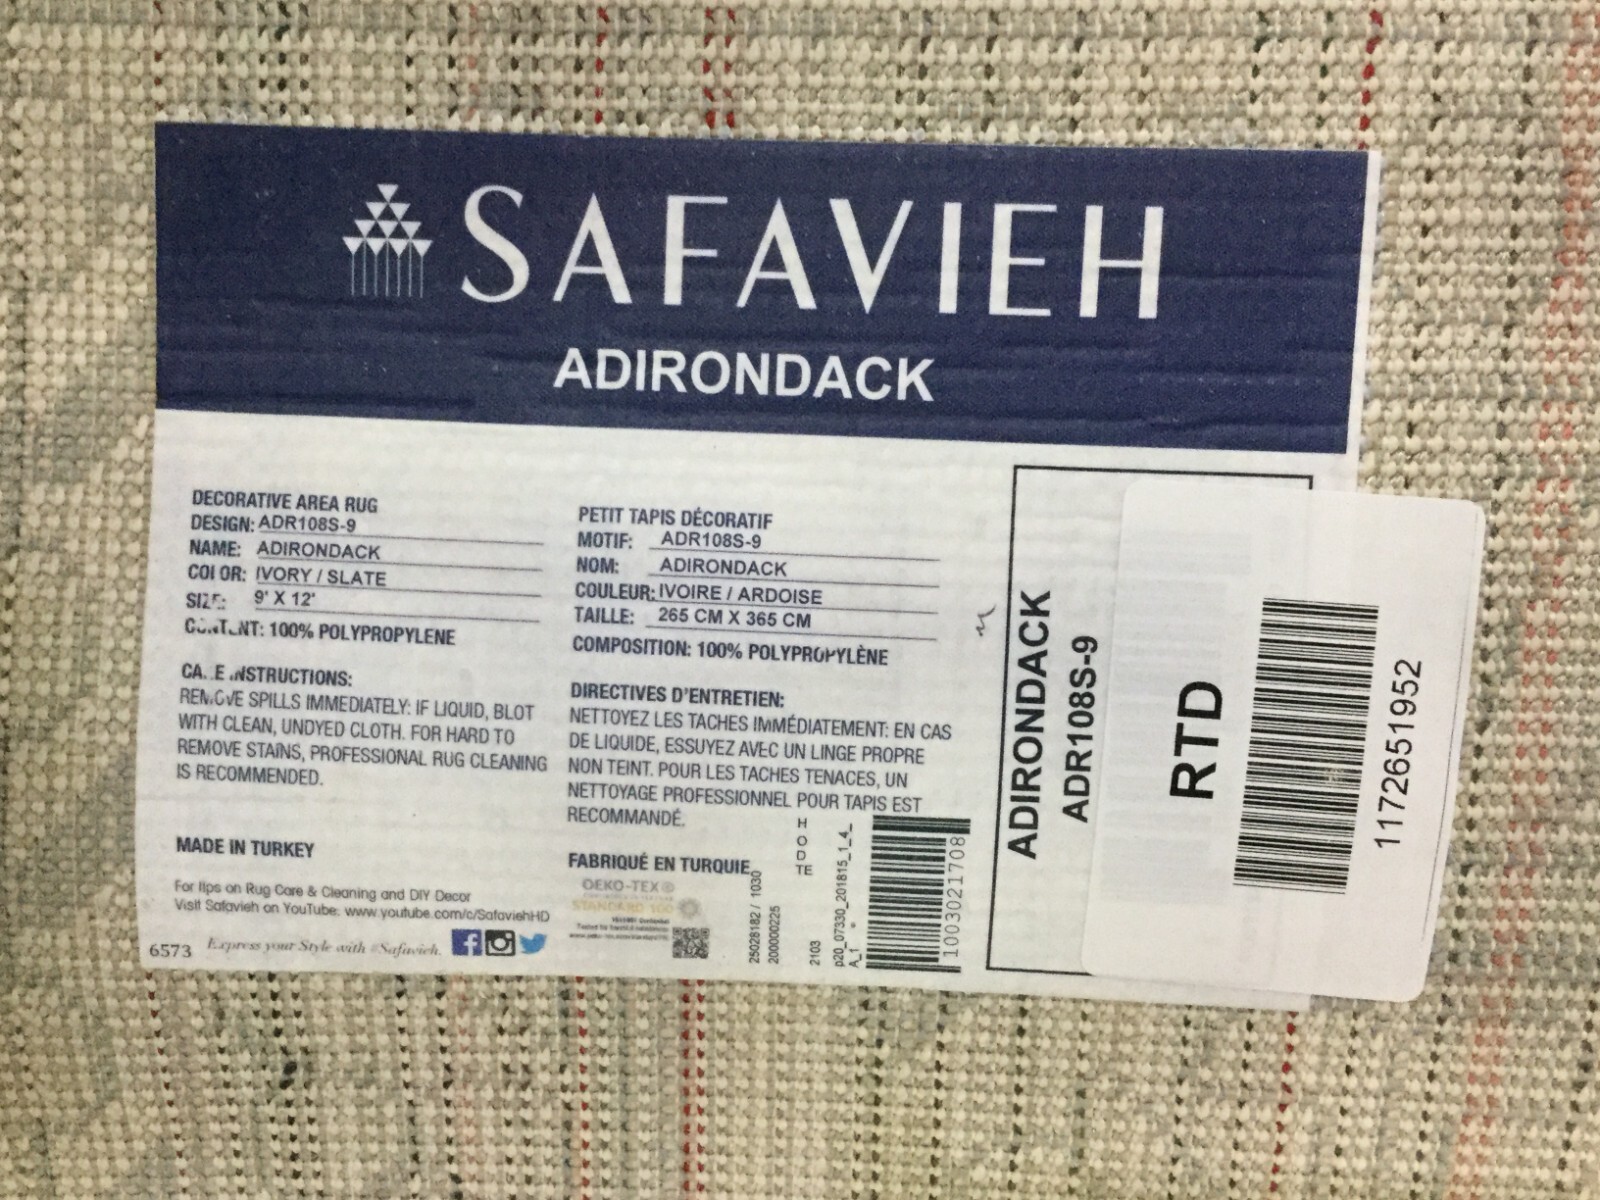 SAFAVIEH
ADIRONDACK
DECORATIVE AREA RUG
DESIGN: ADR108S-9
NAME: ADIRONDACK
COLOR: IVORY / SLATE
SIZE: 9' X 12'
CONTENT: 100% POLYPROPYLENE
CARE INSTRUCTIONS:
REMOVE SPILLS IMMEDIATELY: IF LIQUID, BLOT
WITH CLEAN, UNDYED CLOTH. FOR HARD TO
REMOVE STAINS, PROFESSIONAL RUG CLEANING
IS RECOMMENDED.
MADE IN TURKEY
For tips on Rug Care & Cleaning and DIY Decor
Visit Safavieh on YouTube: www.youtube.com/c/SafaviehHD
6573 Express your Style with #Safavieh.
PETIT TAPIS DÉCORATIF
MOTIF: ADR108S-9
NOM: ADIRONDACK
COULEUR: IVOIRE / ARDOISE
TAILLE: 265 CM X 365 CM
COMPOSITION: 100% POLYPROPYLÈNE
DIRECTIVES D'ENTRETIEN:
NETTOYEZ LES TACHES IMMÉDIATEMENT: EN CAS
DE LIQUIDE, ESSUYEZ AVEC UN LINGE PROPRE
NON TEINT. POUR LES TACHES TENACES, UN
NETTOYAGE PROFESSIONNEL POUR TAPIS EST
RECOMMANDÉ.
FABRIQUÉ EN TURQUIE
OEKO-TEX®
STANDARD 100
25028182 / 1030
2000000225
H
O
D
TE
2103
p20_07330_201815_1_4_
A_1 *
1003021708
ADIRONDACK
ADR108S-9
RTD
1172651952